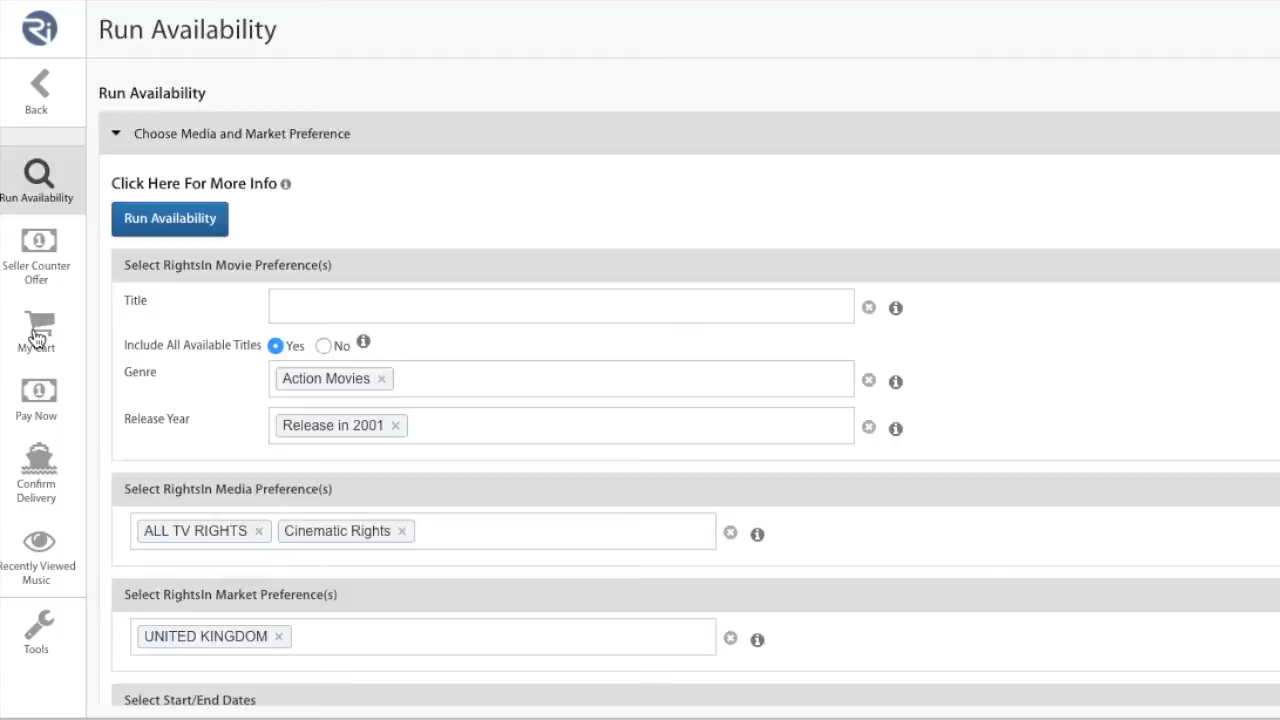 Ri
Run Availability
Back
Run Availability
Seller Counter
Offer
My Cart
Pay Now
Confirm
Delivery
Recently Viewed
Music
Tools
Run Availability
Choose Media and Market Preference
Click Here For More Info
Run Availability
Select RightsIn Movie Preference(s)
Title
Include All Available Titles Yes No
Genre
Action Movies ×
Release Year
Release in 2001 ×
Select RightsIn Media Preference(s)
ALL TV RIGHTS × Cinematic Rights ×
Select RightsIn Market Preference(s)
UNITED KINGDOM ×
Select Start/End Dates